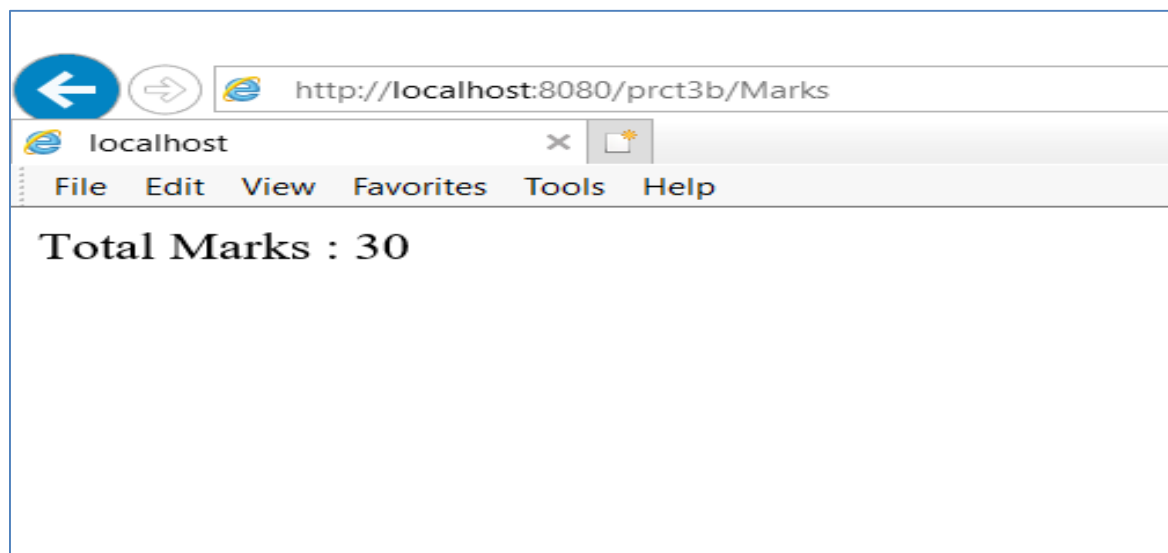 http://localhost:8080/prct3b/Marks
localhost
File Edit View Favorites Tools Help
Total Marks : 30